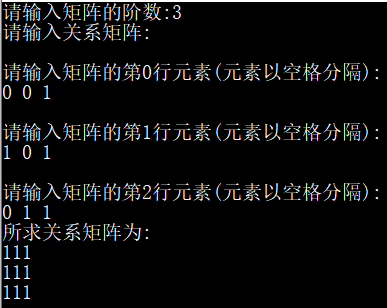 请输入矩阵的阶数:3
请输入关系矩阵:
请输入矩阵的第0行元素(元素以空格分隔):
0 0 1
请输入矩阵的第1行元素(元素以空格分隔):
1 0 1
请输入矩阵的第2行元素(元素以空格分隔):
0 1 1
所求关系矩阵为:
111
111
111